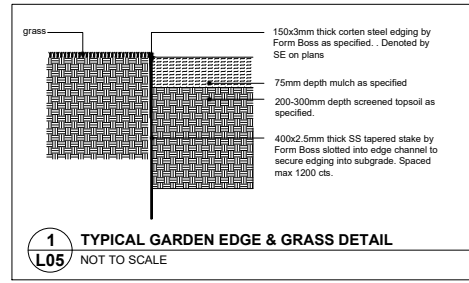 grass
150x3mm thick corten steel edging by
Form Boss as specified. . Denoted by
SE on plans
75mm depth mulch as specified
200-300mm depth screened topsoil as
specified.
400x2.5mm thick SS tapered stake by
Form Boss slotted into edge channel to
secure edging into subgrade. Spaced
max 1200 cts.
1
L05
TYPICAL GARDEN EDGE & GRASS DETAIL
NOT TO SCALE